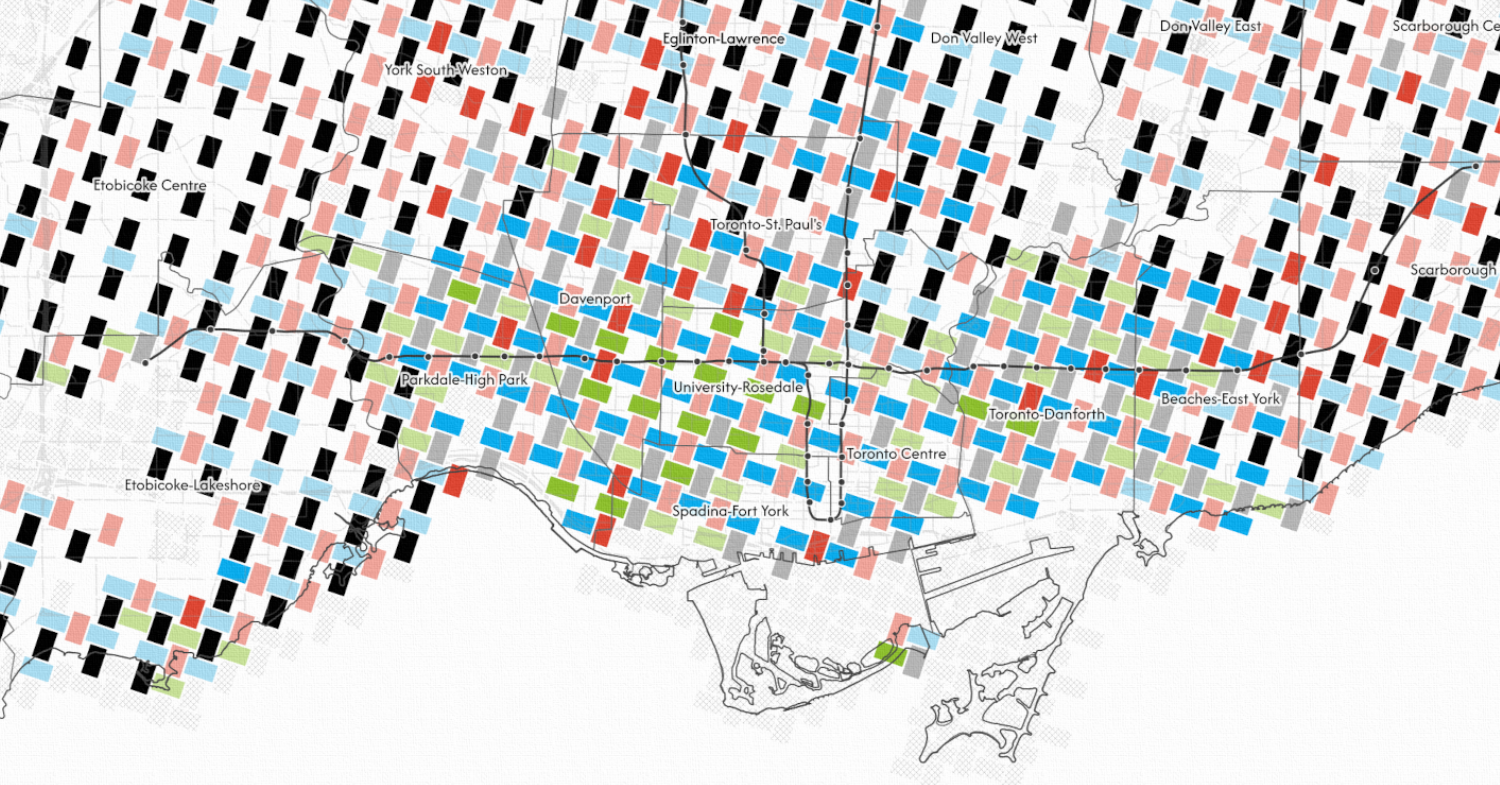 Eglinton-Lawrence
Don Valley West
Don Valley East
Scarborough Ce
York South-Weston
Etobicoke Centre
Toronto-St. Paul's
Scarborough
Davenport
Parkdale-High Park
University-Rosedale
Toronto-Danforth
Beaches-East York
Toronto Centre
Etobicoke-Lakeshore
Spadina-Fort York